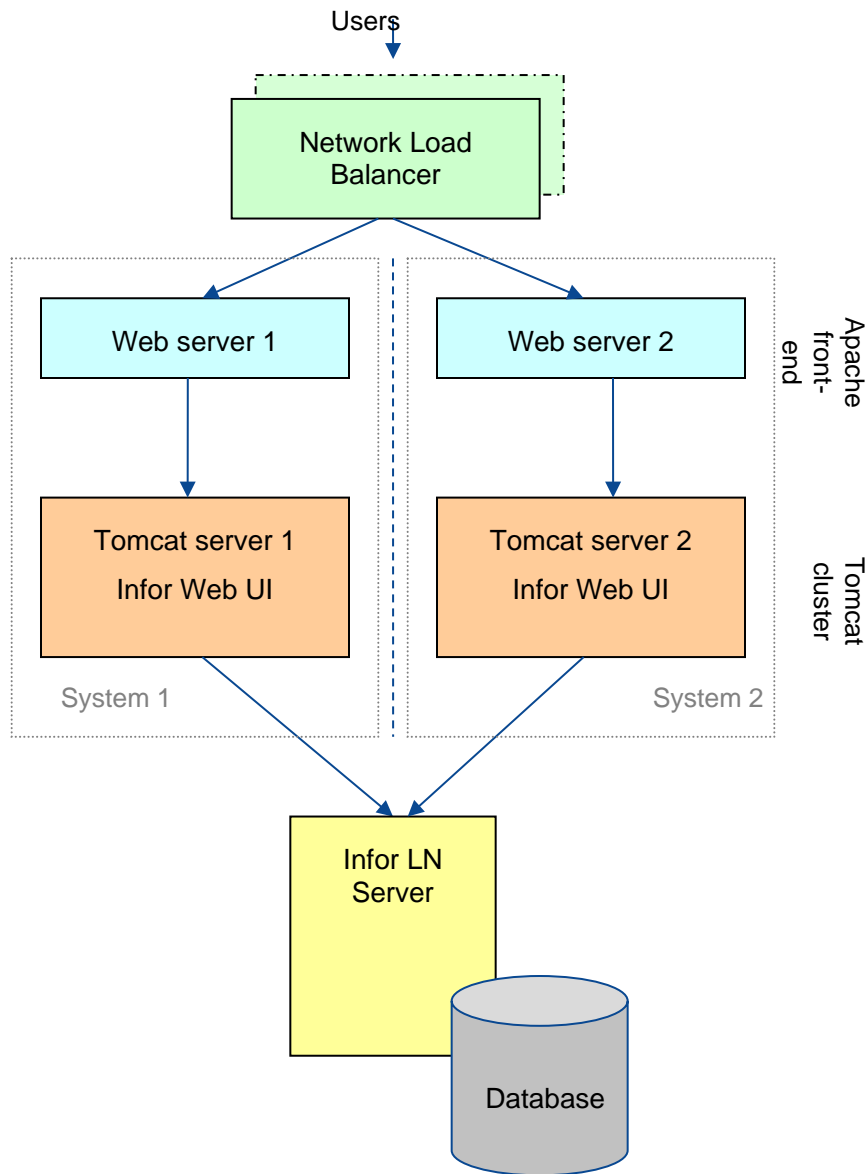 Users
Network Load
Balancer
Web server 1
Web server 2
Apache
front-
end
Tomcat server 1
Infor Web UI
Tomcat server 2
Infor Web UI
Tomcat
cluster
System 1
System 2
Infor LN
Server
Database